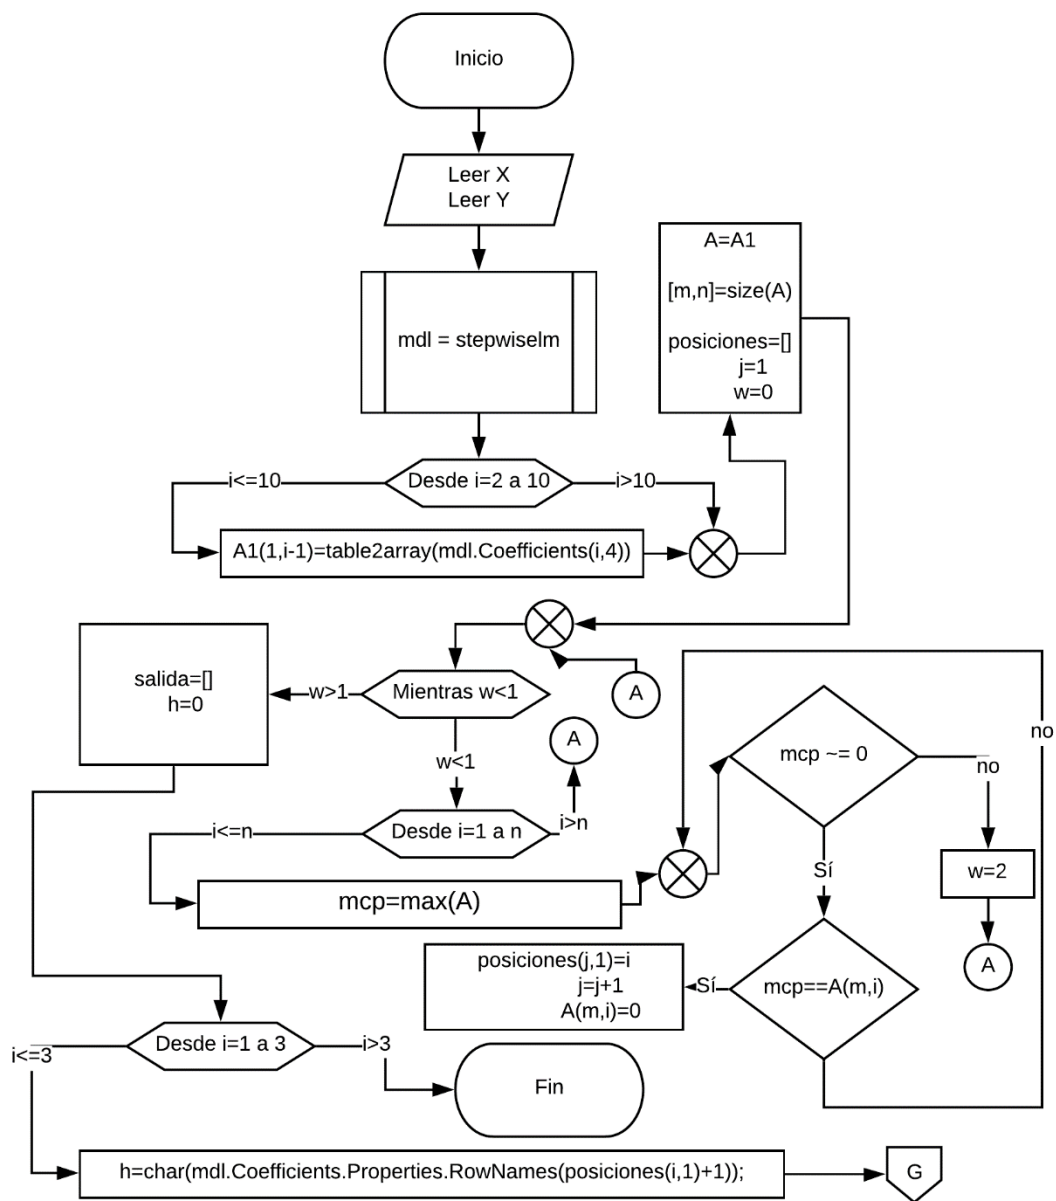 Inicio
Leer X
Leer Y
A=A1
[m,n]=size(A)
posiciones=[]
j=1
w=0
mdl = stepwiselm
i<=10
Desde i=2 a 10
i>10
A1(1,i-1)=table2array(mdl.Coefficients(i,4))
salida=[]
h=0
w>1
Mientras w<1
A
A
w<1
mcp ~= 0
no
no
i<=n
Desde i=1 a n
i>n
Sí
w=2
mcp=max(A)
posiciones(j,1)=i
j=j+1
A(m,i)=0
Sí
mcp==A(m,i)
A
i<=3
Desde i=1 a 3
i>3
Fin
h=char(mdl.Coefficients.Properties.RowNames(posiciones(i,1)+1));
G